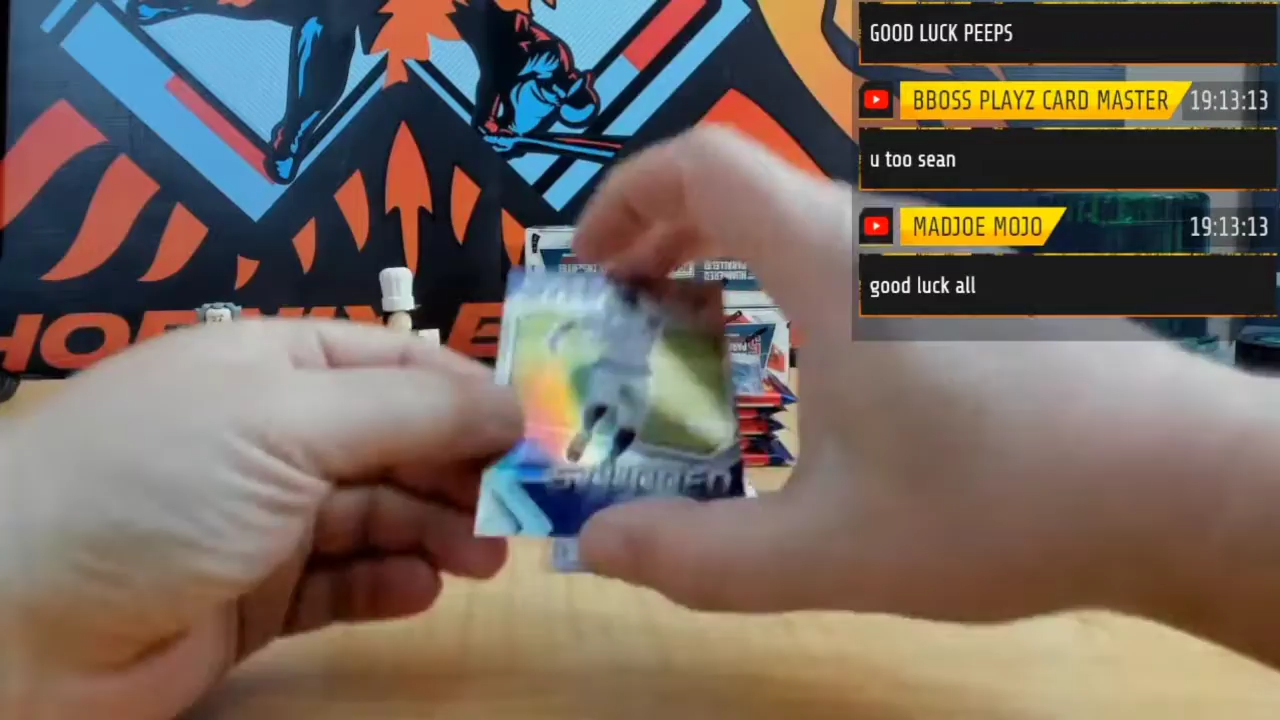 GOOD LUCK PEEPS
BBOSS PLAYZ CARD MASTER 19:13:13
u too sean
MADJOE MOJO 19:13:13
good luck all